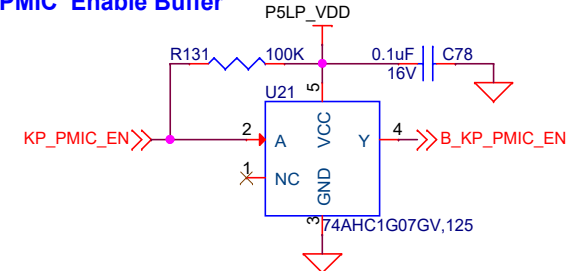 PMIC Enable Buffer
P5LP_VDD
R131 100K 0.1uF C78
16V
U21
5
KP_PMIC_EN 2 A VCC Y 4 B_KP_PMIC_EN
1 NC GND
3 74AHC1G07GV,125